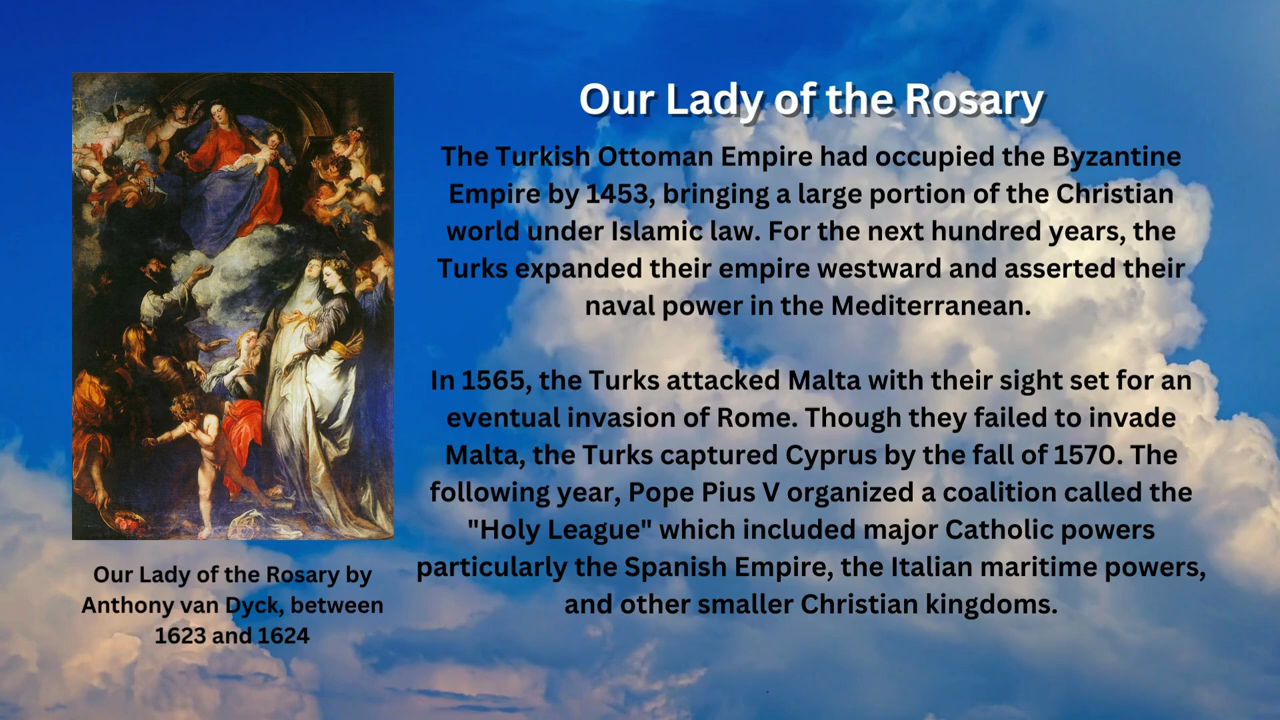 Our Lady of the Rosary
The Turkish Ottoman Empire had occupied the Byzantine
Empire by 1453, bringing a large portion of the Christian
world under Islamic law. For the next hundred years, the
Turks expanded their empire westward and asserted their
naval power in the Mediterranean.
In 1565, the Turks attacked Malta with their sight set for an
eventual invasion of Rome. Though they failed to invade
Malta, the Turks captured Cyprus by the fall of 1570. The
following year, Pope Pius V organized a coalition called the
"Holy League" which included major Catholic powers
particularly the Spanish Empire, the Italian maritime powers,
and other smaller Christian kingdoms.
Our Lady of the Rosary by
Anthony van Dyck, between
1623 and 1624